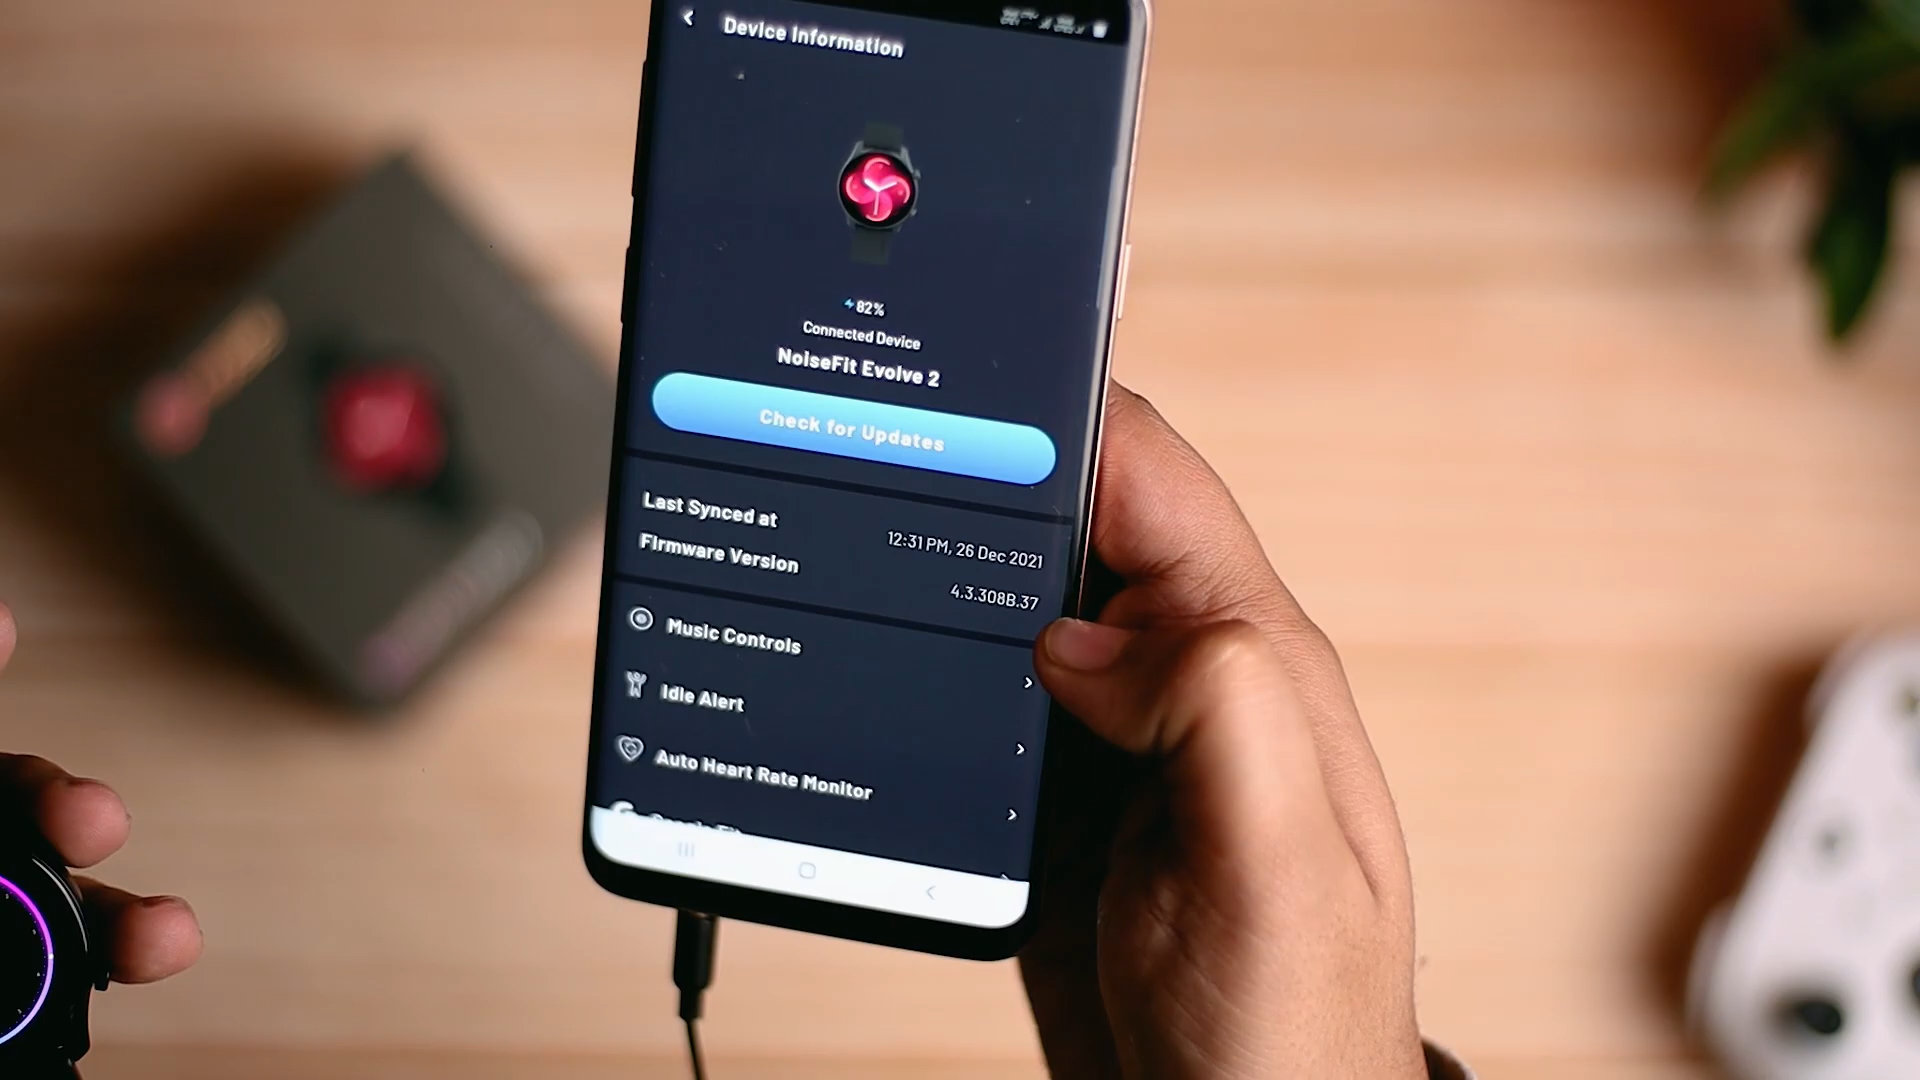 Device Information
82%
Connected Device
NoiseFit Evolve 2
Check for Updates
Last Synced at
12:31 PM, 26 Dec 2021
Firmware Version
4.3.308B.37
Music Controls
Idle Alert
Auto Heart Rate Monitor